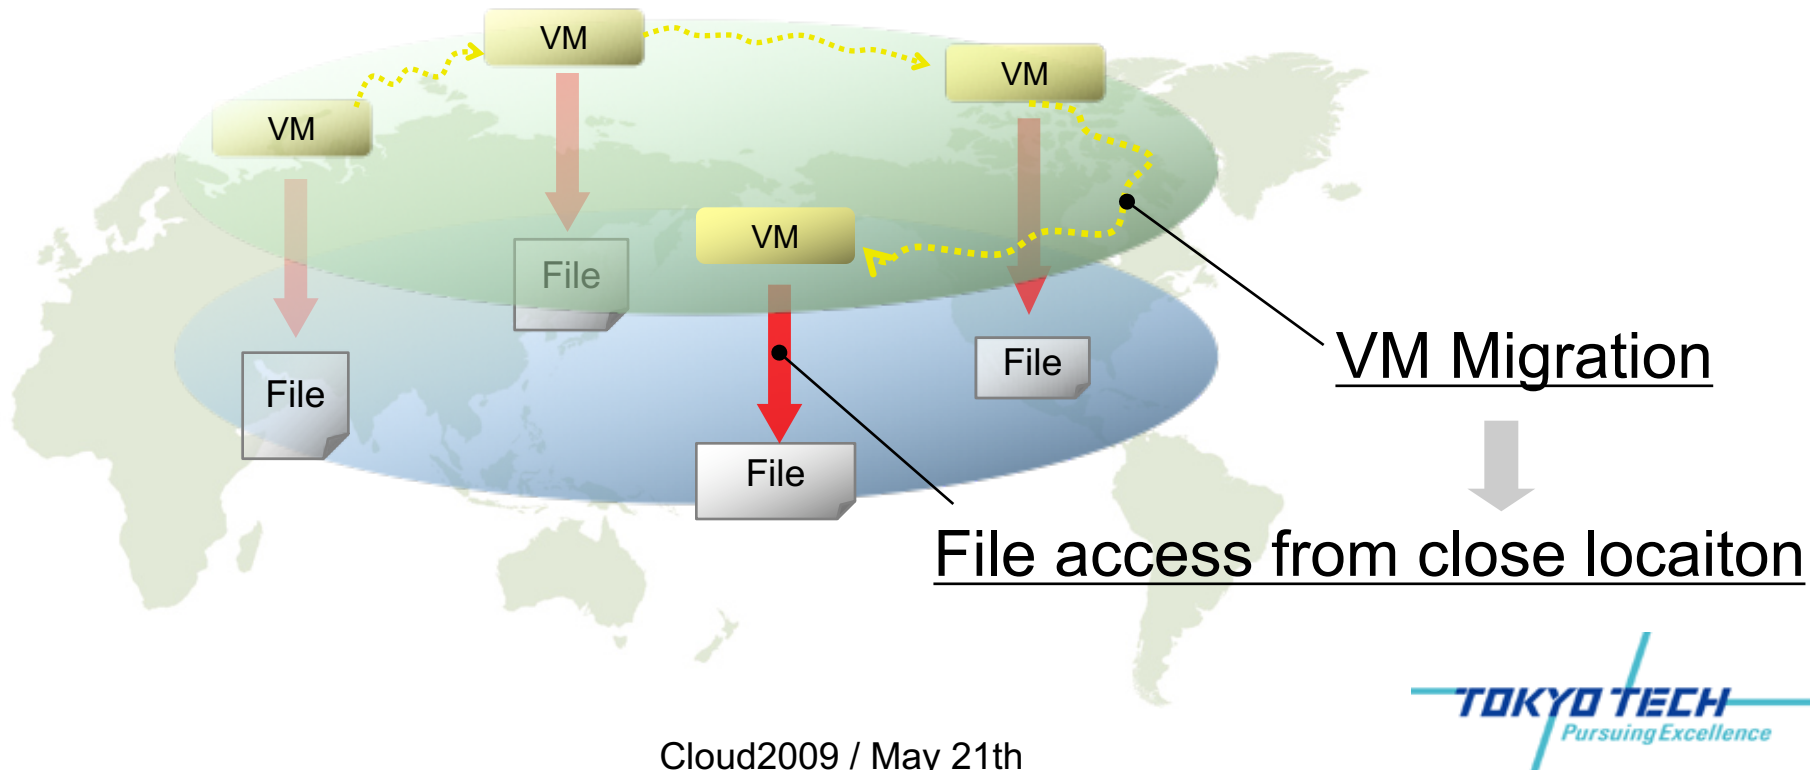 VM
VM
VM
VM
File
File
File
File
VM Migration
File access from close locaiton
TOKYO TECH
Pursuing Excellence
Cloud2009 / May 21th